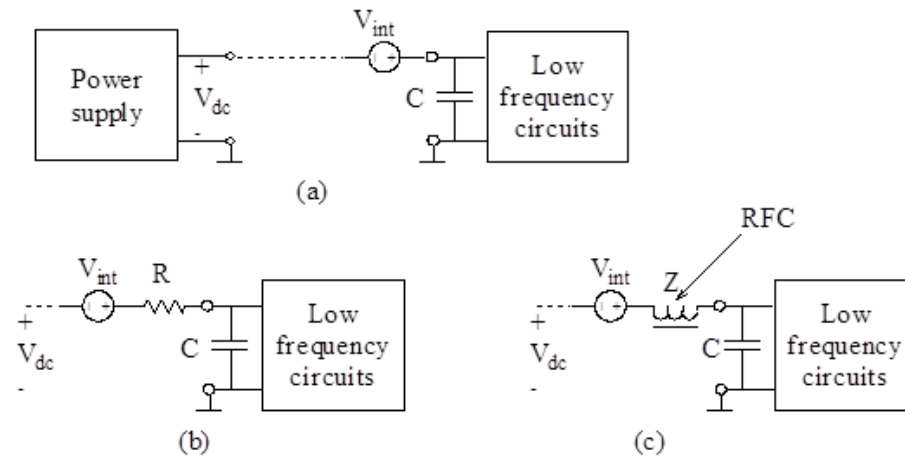 V_int
Power
supply
+
V_dc
-
C
Low
frequency
circuits
(a)
RFC
V_int
R
+
V_dc
-
C
Low
frequency
circuits
(b)
V_int
Z
+
V_dc
-
C
Low
frequency
circuits
(c)